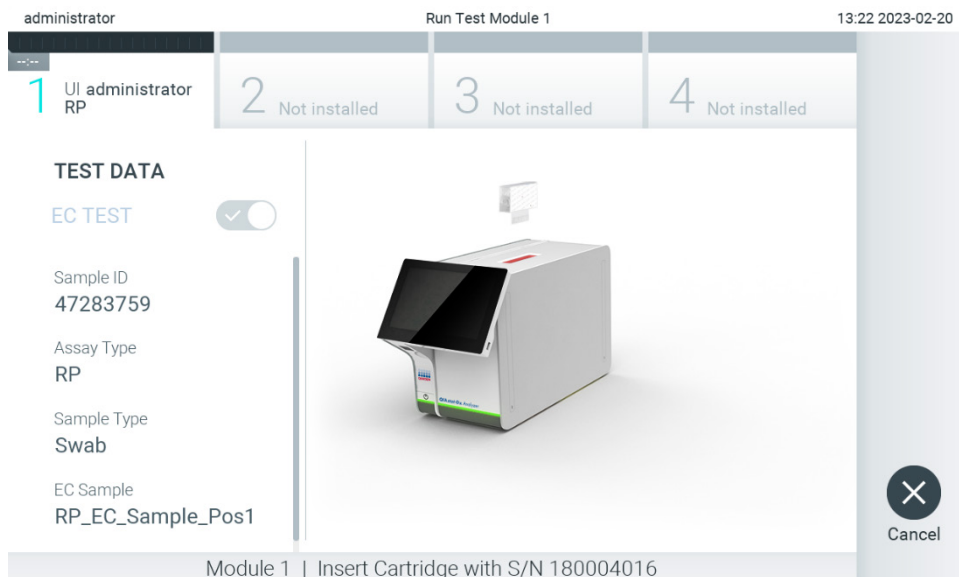 administrator
Run Test Module 1
13:22 2023-02-20
--:--
1
UI administrator
RP
2 Not installed
3 Not installed
4 Not installed
TEST DATA
EC TEST
Sample ID
47283759
Assay Type
RP
Sample Type
Swab
EC Sample
RP_EC_Sample_Pos1
Cancel
Module 1 | Insert Cartridge with S/N 180004016